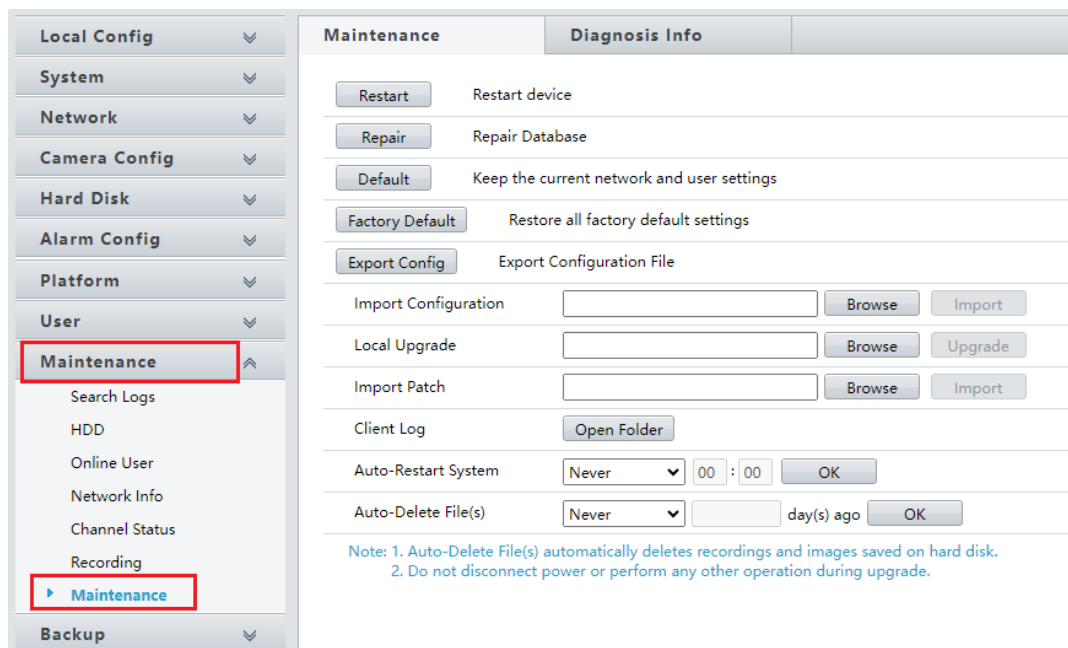 Local Config
System
Network
Camera Config
Hard Disk
Alarm Config
Platform
User
Maintenance
Search Logs
HDD
Online User
Network Info
Channel Status
Recording
Maintenance
Backup
Maintenance Diagnosis Info
Restart Restart device
Repair Repair Database
Default Keep the current network and user settings
Factory Default Restore all factory default settings
Export Config Export Configuration File
Import Configuration Browse Import
Local Upgrade Browse Upgrade
Import Patch Browse Import
Client Log Open Folder
Auto-Restart System Never 00 : 00 OK
Auto-Delete File(s) Never day(s) ago OK
Note: 1. Auto-Delete File(s) automatically deletes recordings and images saved on hard disk.
2. Do not disconnect power or perform any other operation during upgrade.